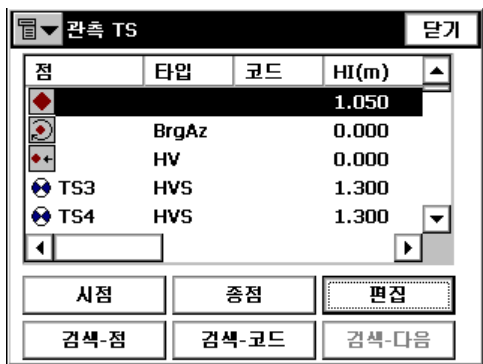 관측 TS 닫기
점 타입 코드 HI(m)
1.050
BrgAz 0.000
HV 0.000
TS3 HVS 1.300
TS4 HVS 1.300
시점 종점 편집
검색-점 검색-코드 검색-다음